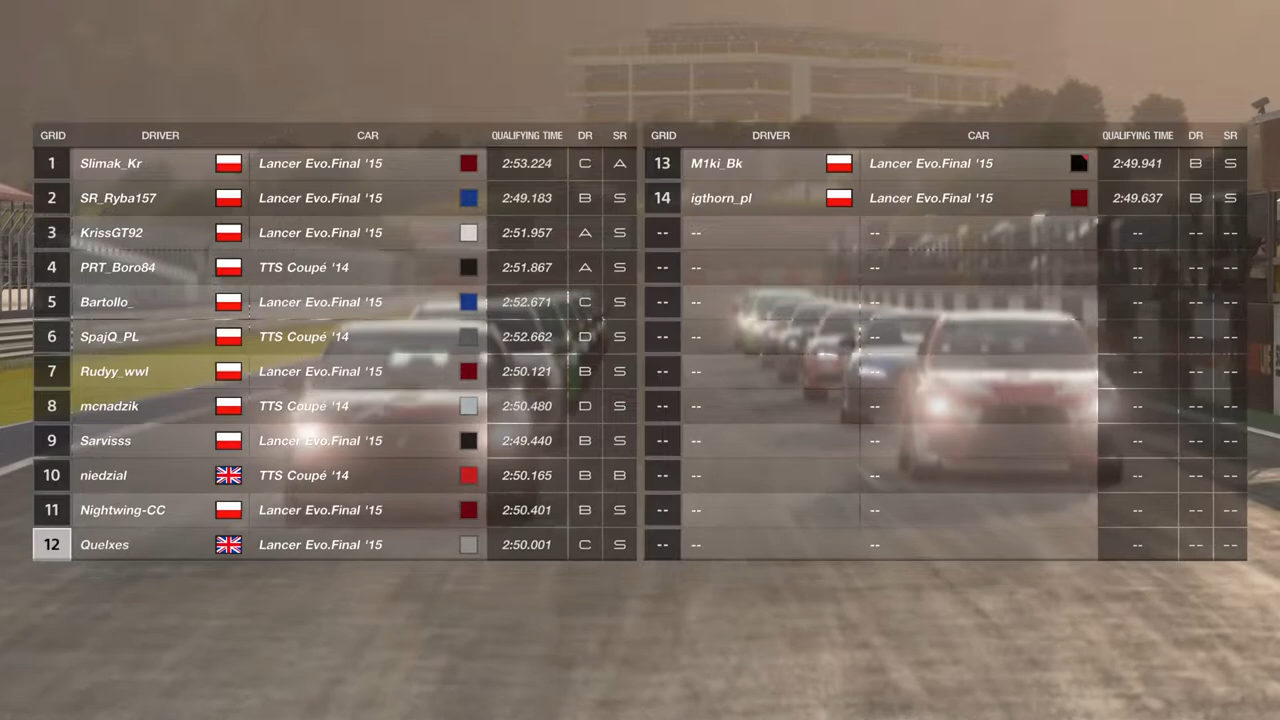 GRID DRIVER CAR QUALIFYING TIME DR SR
1 Slimak_Kr Lancer Evo.Final '15 2:53.224 C A
2 SR_Ryba157 Lancer Evo.Final '15 2:49.183 B S
3 KrissGT92 Lancer Evo.Final '15 2:51.957 A S
4 PRT_Boro84 TTS Coupé '14 2:51.867 A S
5 Bartollo_ Lancer Evo.Final '15 2:52.671 C S
6 SpajQ_PL TTS Coupé '14 2:52.662 D S
7 Rudyy_wwl Lancer Evo.Final '15 2:50.121 B S
8 mcnadzik TTS Coupé '14 2:50.480 D S
9 Sarvisss Lancer Evo.Final '15 2:49.440 B S
10 niedzial TTS Coupé '14 2:50.165 B B
11 Nightwing-CC Lancer Evo.Final '15 2:50.401 B S
12 Quelxes Lancer Evo.Final '15 2:50.001 C S
GRID DRIVER CAR QUALIFYING TIME DR SR
13 M1ki_Bk Lancer Evo.Final '15 2:49.941 B S
14 igthorn_pl Lancer Evo.Final '15 2:49.637 B S
-- -- -- -- -- --
-- -- -- -- -- --
-- -- -- -- -- --
-- -- -- -- -- --
-- -- -- -- -- --
-- -- -- -- -- --
-- -- -- -- -- --
-- -- -- -- -- --
-- -- -- -- -- --
-- -- -- -- -- --